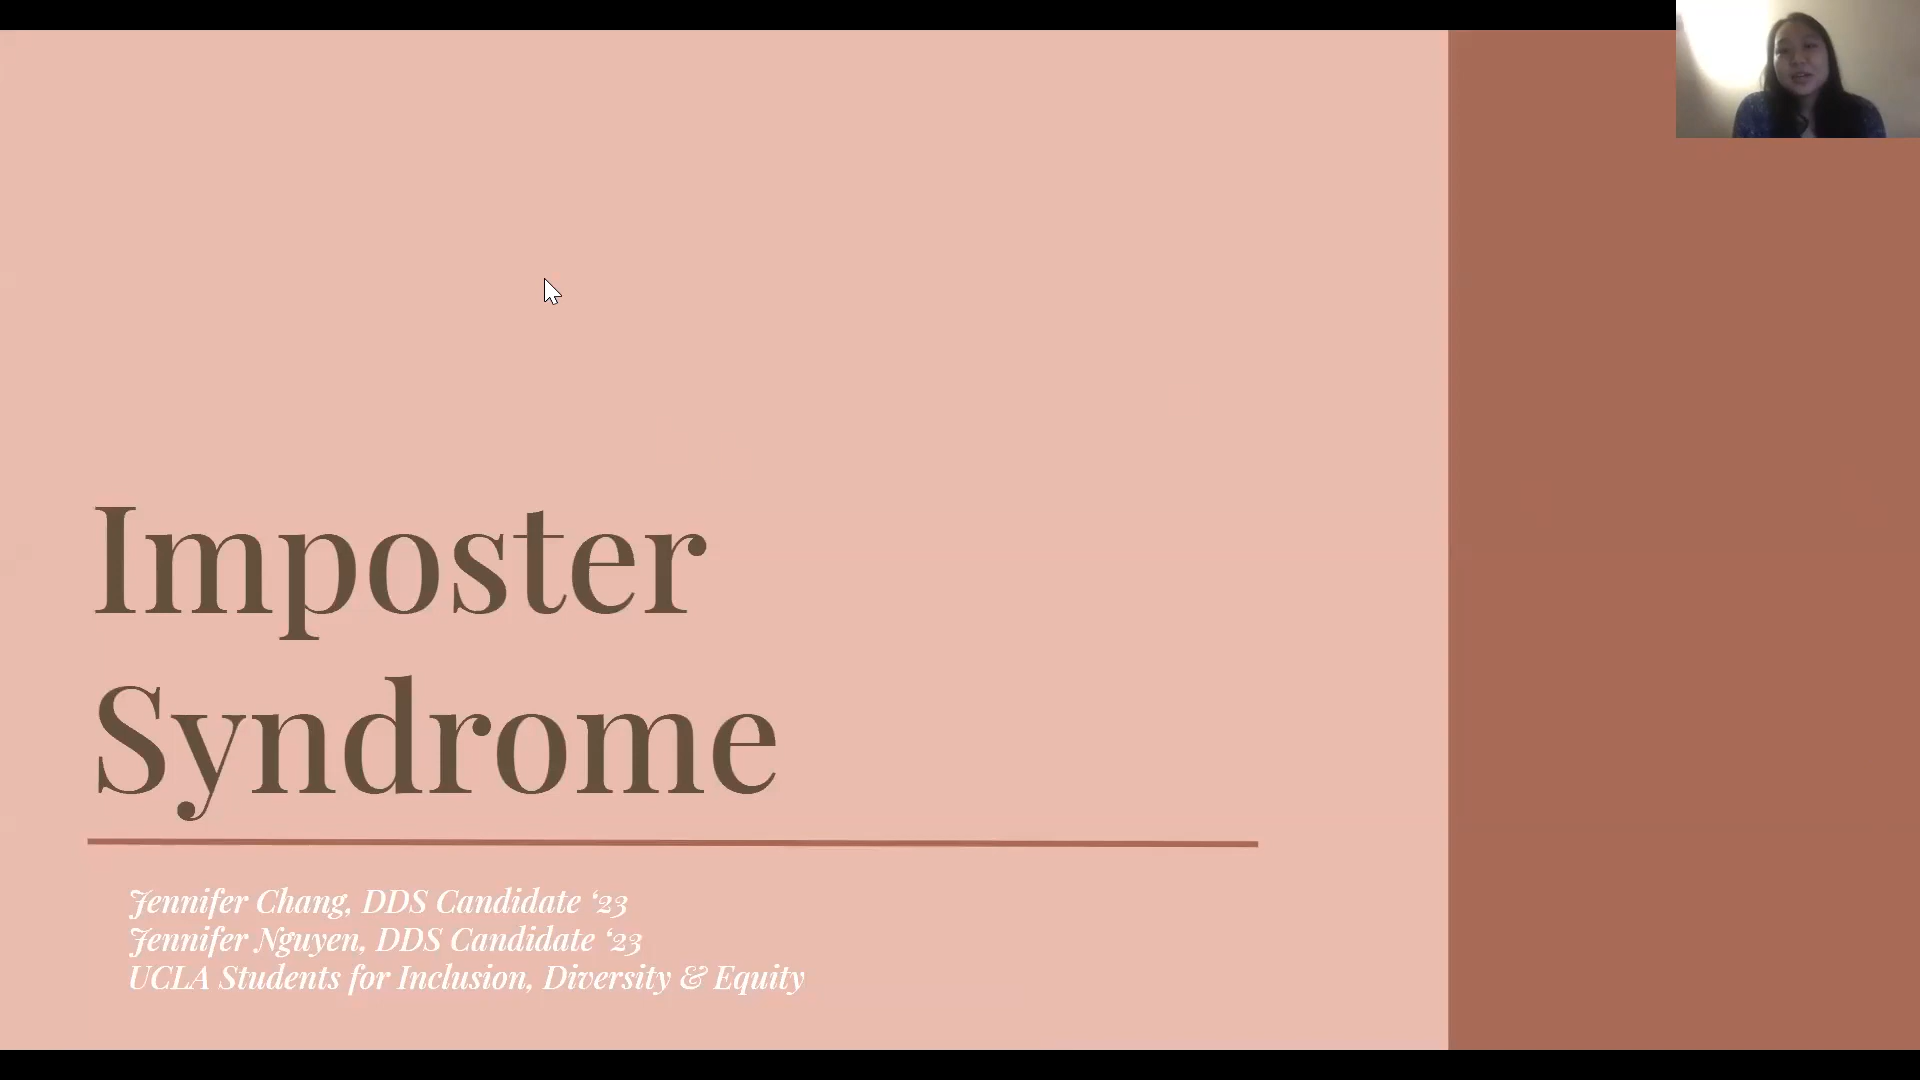 Imposter
Syndrome
Jennifer Chang, DDS Candidate ‘23
Jennifer Nguyen, DDS Candidate ‘23
UCLA Students for Inclusion, Diversity & Equity